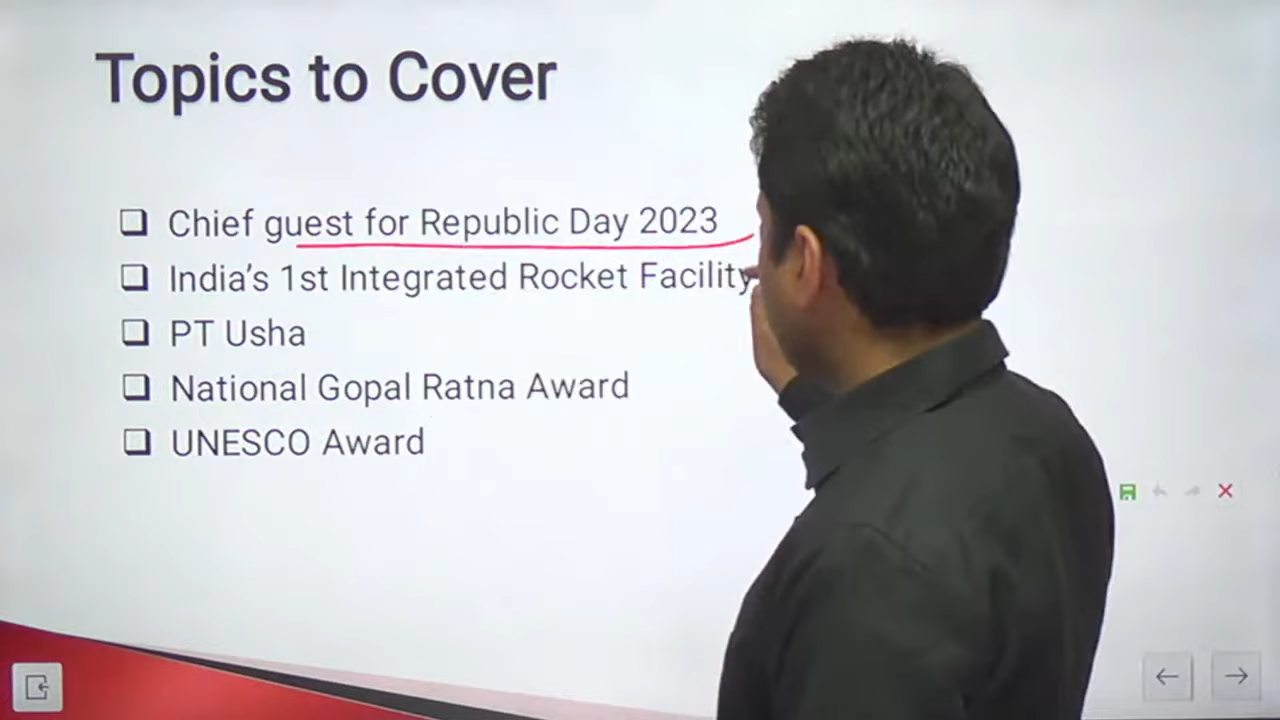 Topics to Cover
Chief guest for Republic Day 2023
India's 1st Integrated Rocket Facility
PT Usha
National Gopal Ratna Award
UNESCO Award